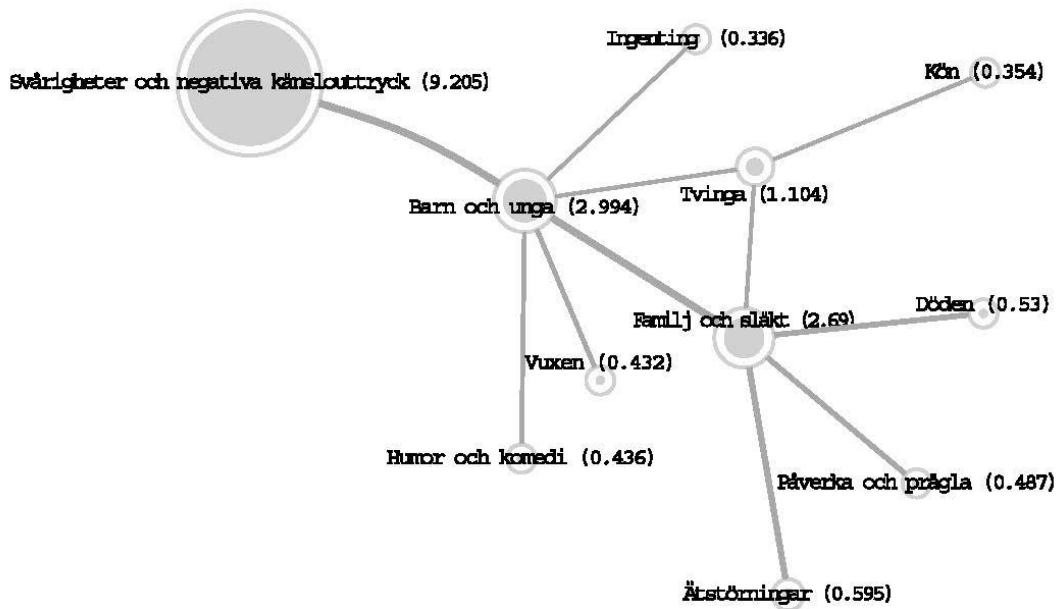 Ingenting (0.336)
Kön (0.354)
Svårigheter och negativa känslouttryck (9.205)
Tvinga (1.104)
Barn och unga (2.994)
Döden (0.53)
Familj och släkt (2.69)
Vuxen (0.432)
Humor och komedi (0.436)
Påverka och prägla (0.487)
Ätstörningar (0.595)